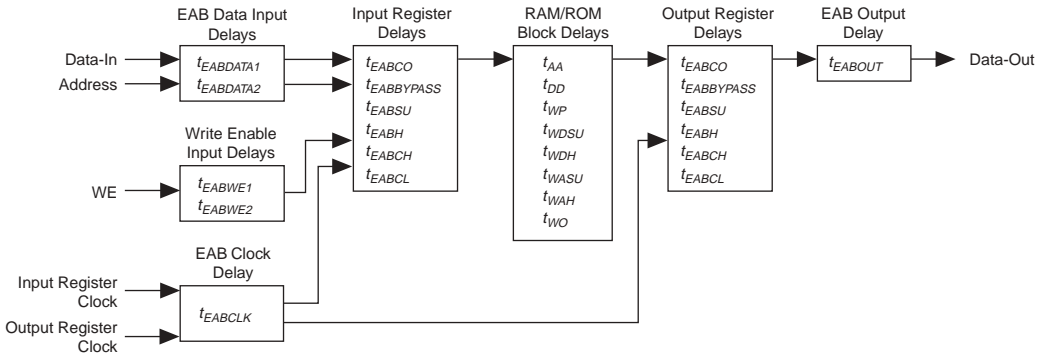 EAB Data Input
Delays
Input Register
Delays
RAM/ROM
Block Delays
Output Register
Delays
EAB Output
Delay
Data-In
Address
tEABDATA1
tEABDATA2
tEABCO
tEABBYPASS
tEABSU
tEABH
tEABCH
tEABCL
tAA
tDD
tWP
tWDSU
tWDH
tWASU
tWAH
tWO
tEABCO
tEABBYPASS
tEABSU
tEABH
tEABCH
tEABCL
tEABOUT
Data-Out
Write Enable
Input Delays
WE
tEABWE1
tEABWE2
EAB Clock
Delay
Input Register
Clock
tEABCLK
Output Register
Clock